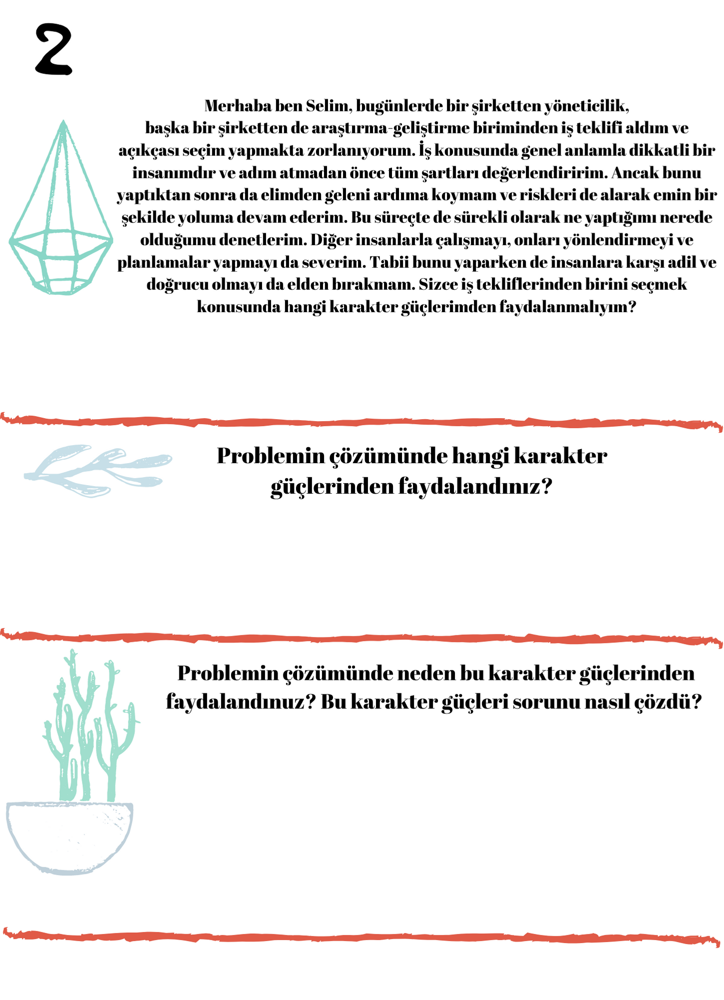 2
Merhaba ben Selim, bugünlerde bir şirketten yöneticilik,
başka bir şirketten de araştırma-geliştirme biriminden iş teklifi aldım ve
açıkçası seçim yapmakta zorlanıyorum. İş konusunda genel anlamla dikkatli bir
insanımdır ve adım atmadan önce tüm şartları değerlendiririm. Ancak bunu
yaptıktan sonra da elimden geleni ardıma koymam ve riskleri de alarak emin bir
şekilde yoluma devam ederim. Bu süreçte de sürekli olarak ne yaptığımı nerede
olduğumu denetlerim. Diğer insanlarla çalışmayı, onları yönlendirmeyi ve
planlamalar yapmayı da severim. Tabii bunu yaparken de insanlara karşı adil ve
doğrucu olmayı da elden bırakmam. Sizce iş tekliflerinden birini seçmek
konusunda hangi karakter güçlerimden faydalanmalıyım?
Problemin çözümünde hangi karakter
güçlerinden faydalandınız?
Problemin çözümünde neden bu karakter güçlerinden
faydalandınuz? Bu karakter güçleri sorunu nasıl çözdü?